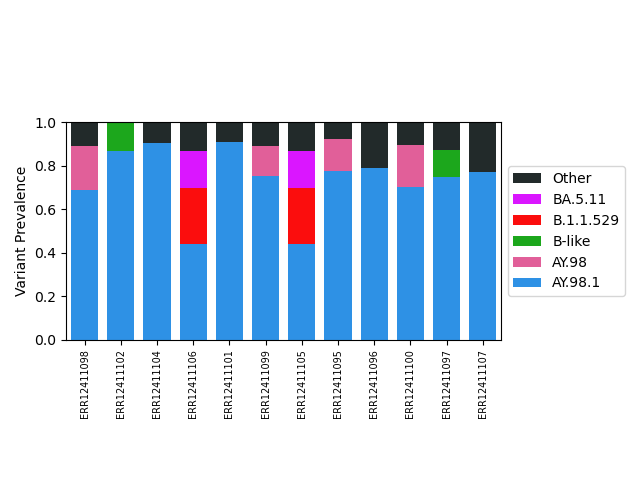 1.0
0.8
0.6
0.4
0.2
0.0
Variant Prevalence
Other
BA.5.11
B.1.1.529
B-like
AY.98
AY.98.1
ERR12411098
ERR12411102
ERR12411104
ERR12411106
ERR12411101
ERR12411099
ERR12411105
ERR12411095
ERR12411096
ERR12411100
ERR12411097
ERR12411107